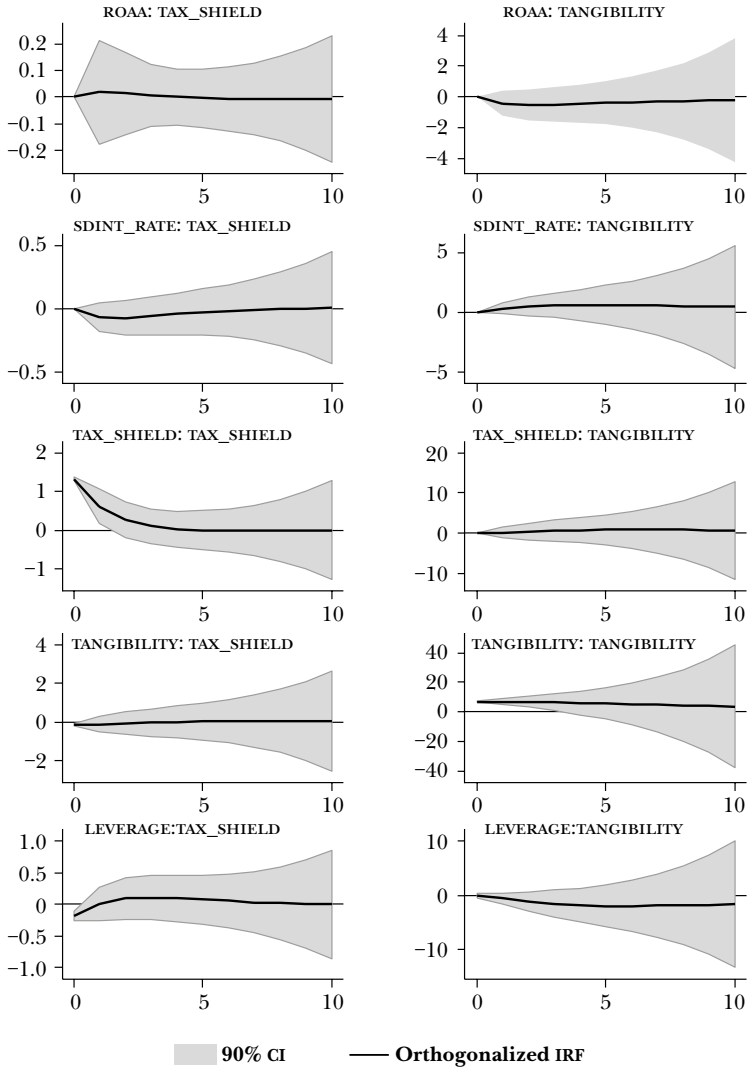 ROAA: TAX_SHIELD
0.2
0.1
0
−0.1
−0.2
0 5 10
ROAA: TANGIBILITY
4
2
0
−2
−4
0 5 10
SDINT_RATE: TAX_SHIELD
0.5
0
−0.5
0 5 10
SDINT_RATE: TANGIBILITY
5
0
−5
0 5 10
TAX_SHIELD: TAX_SHIELD
2
1
0
−1
0 5 10
TAX_SHIELD: TANGIBILITY
20
10
0
−10
0 5 10
TANGIBILITY: TAX_SHIELD
4
2
0
−2
0 5 10
TANGIBILITY: TANGIBILITY
40
20
0
−20
−40
0 5 10
LEVERAGE:TAX_SHIELD
1.0
0.5
0
−0.5
−1.0
0 5 10
LEVERAGE:TANGIBILITY
10
0
−10
0 5 10
90% CI Orthogonalized IRF